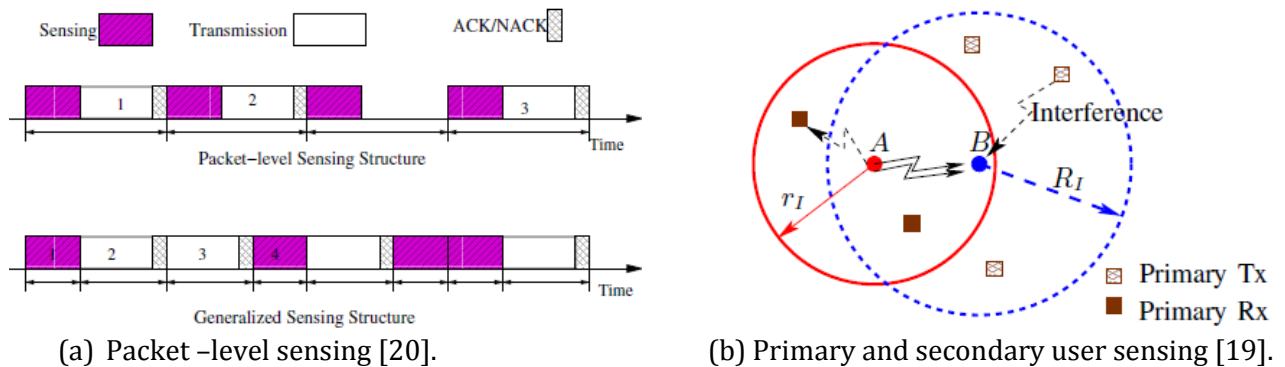 Sensing Transmission ACK/NACK
1 2 3
Time
Packet-level Sensing Structure
1 2 3 4
Time
Generalized Sensing Structure
(a) Packet –level sensing [20].
A B
Interference
r_I R_I
Primary Tx
Primary Rx
(b) Primary and secondary user sensing [19].